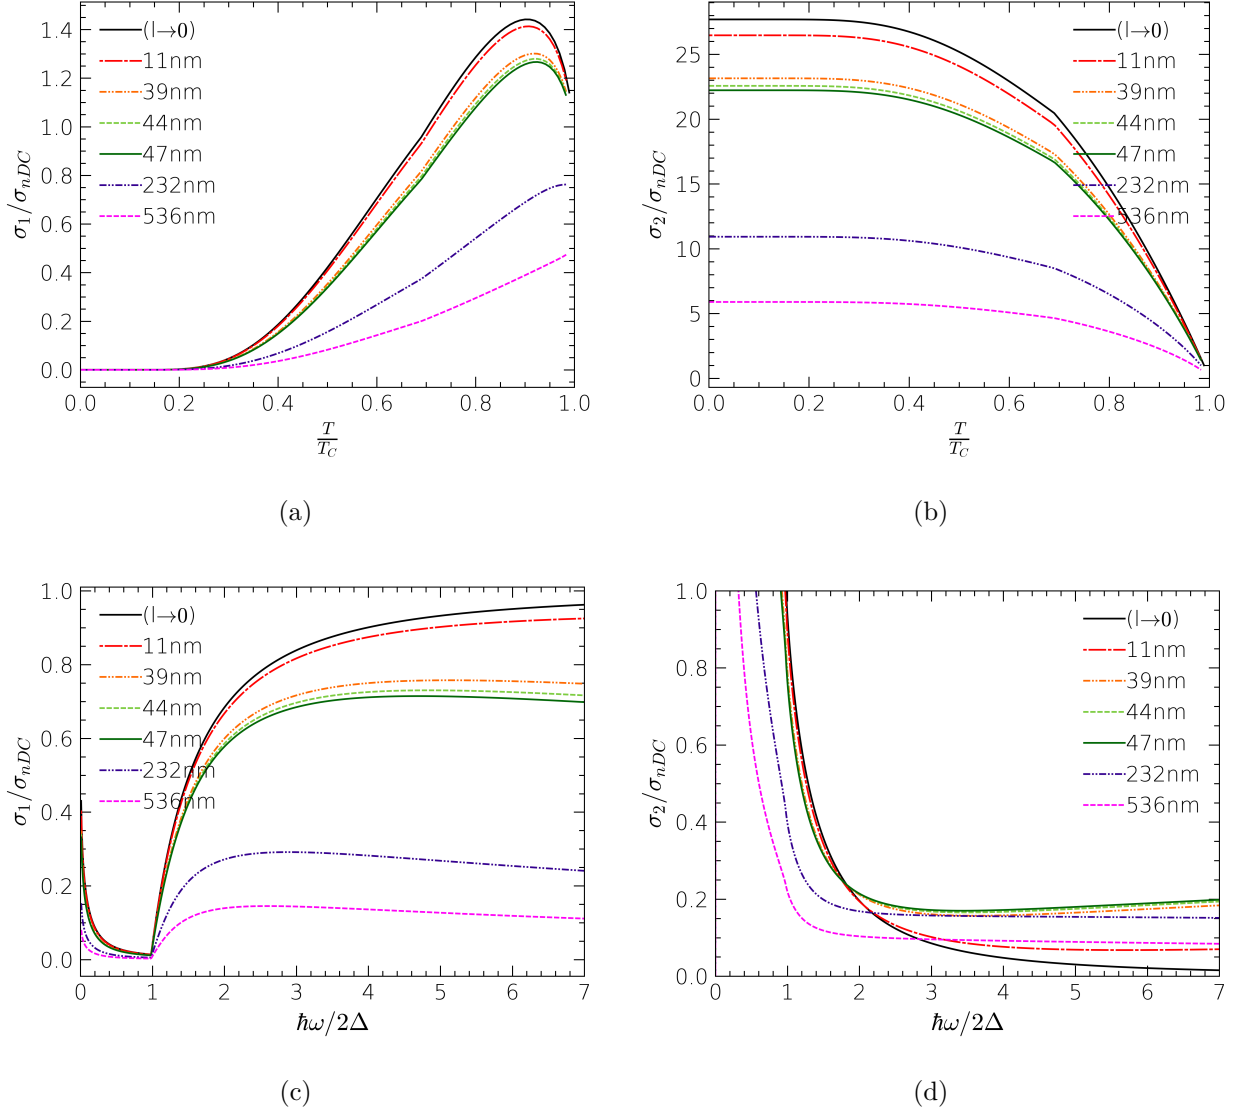 σ₁/σₙDC
1.4
1.2
1.0
0.8
0.6
0.4
0.2
0.0
(l→0)
11nm
39nm
44nm
47nm
232nm
536nm
0.0 0.2 0.4 0.6 0.8 1.0
T/T_C
(a)
σ₂/σₙDC
25
20
15
10
5
0
(l→0)
11nm
39nm
44nm
47nm
232nm
536nm
0.0 0.2 0.4 0.6 0.8 1.0
T/T_C
(b)
σ₁/σₙDC
1.0
0.8
0.6
0.4
0.2
0.0
(l→0)
11nm
39nm
44nm
47nm
232nm
536nm
0 1 2 3 4 5 6 7
ħω/2Δ
(c)
σ₂/σₙDC
1.0
0.8
0.6
0.4
0.2
0.0
(l→0)
11nm
39nm
44nm
47nm
232nm
536nm
0 1 2 3 4 5 6 7
ħω/2Δ
(d)